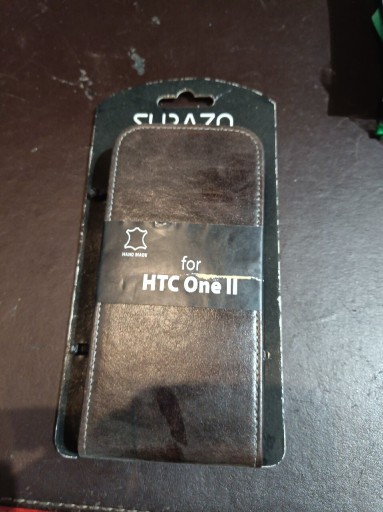 SURAZO
HAND MADE
for
HTC One II